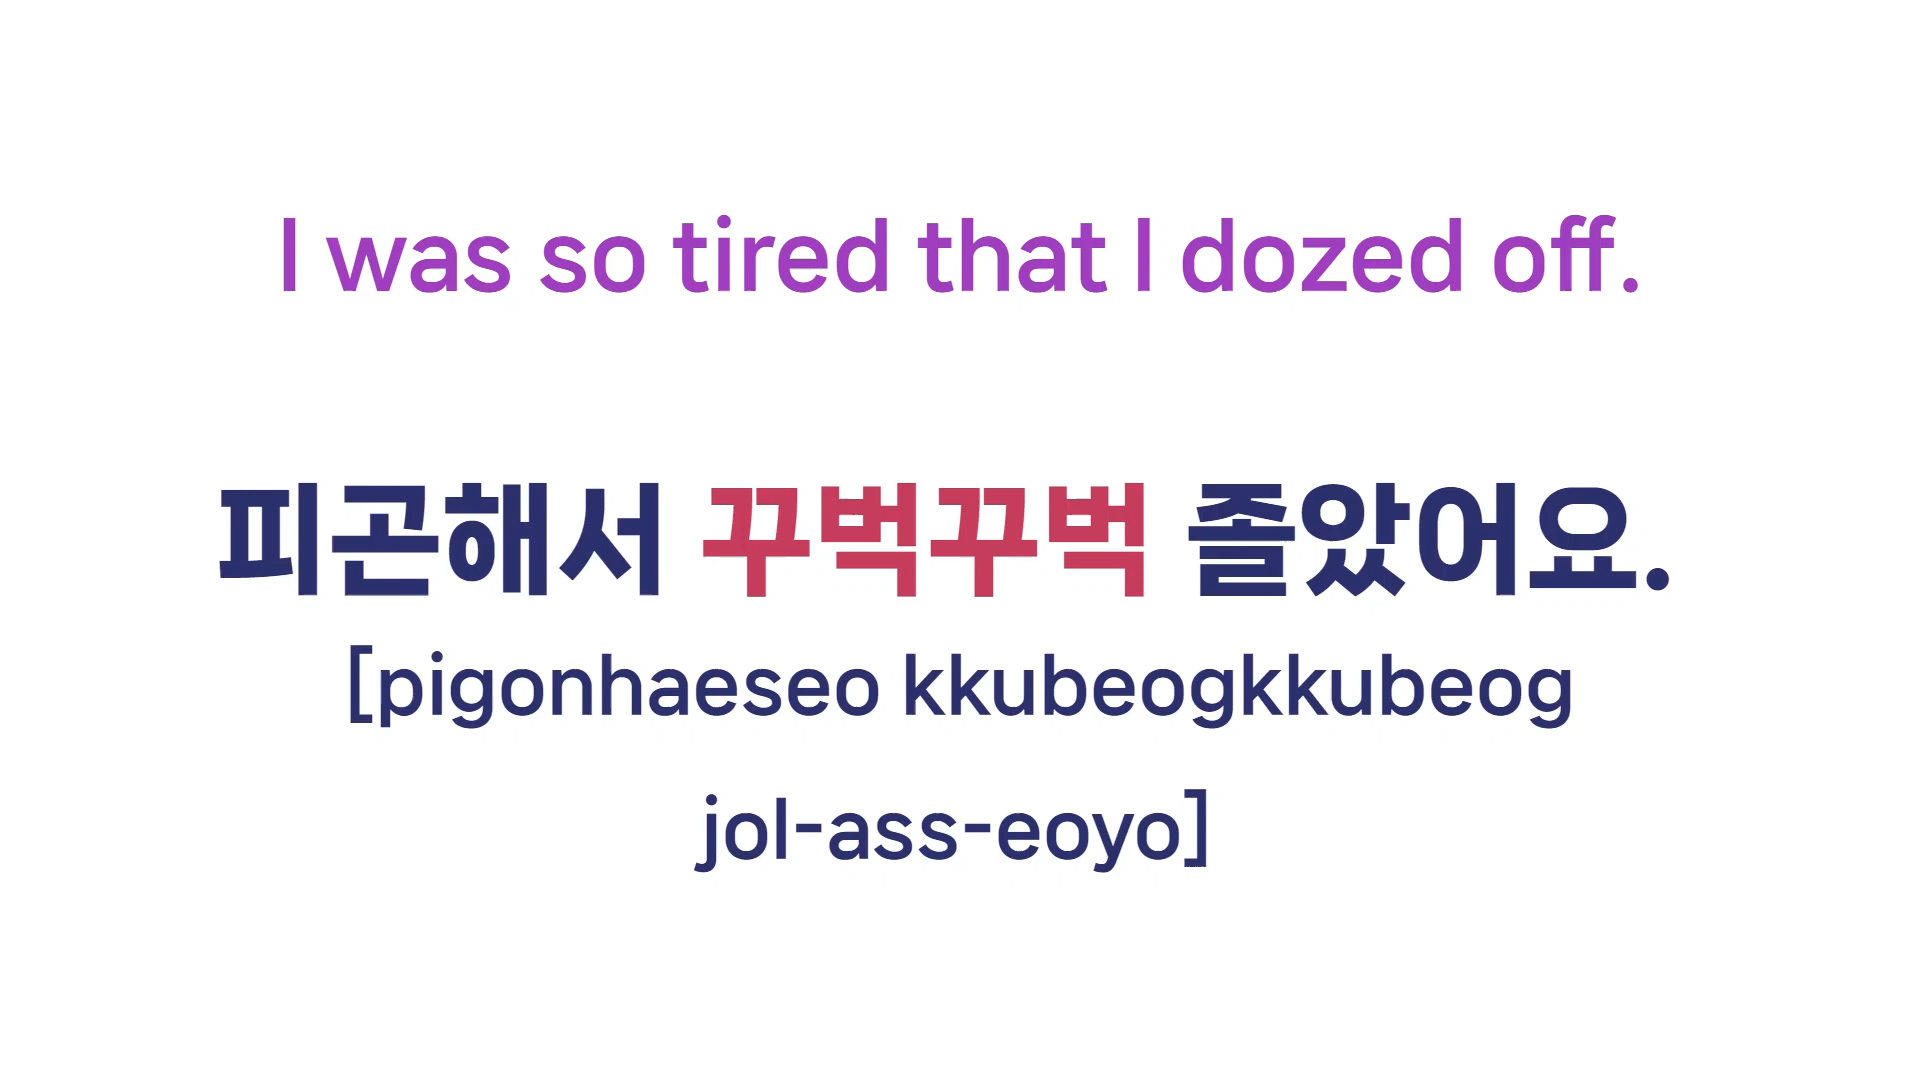 I was so tired that I dozed off.
피곤해서 꾸벅꾸벅 졸았어요.
[pigonhaeseo kkubeogkkubeog
jol-ass-eoyo]